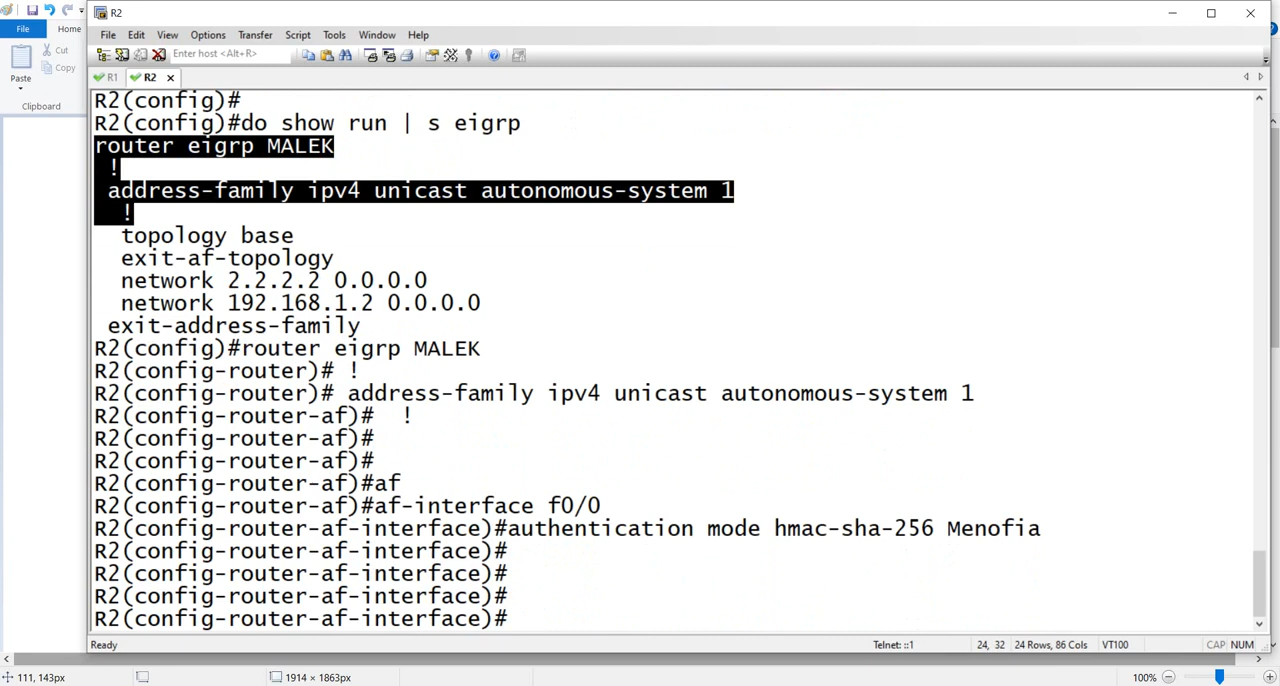 R2
File
Home
File Edit View Options Transfer Script Tools Window Help
Cut
Copy
Paste
Clipboard
Enter host <Alt+R>
R1
R2
R2(config)#
R2(config)#do show run | s eigrp
router eigrp MALEK
 !
 address-family ipv4 unicast autonomous-system 1
  !
  topology base
  exit-af-topology
  network 2.2.2.2 0.0.0.0
  network 192.168.1.2 0.0.0.0
 exit-address-family
R2(config)#router eigrp MALEK
R2(config-router)# !
R2(config-router)# address-family ipv4 unicast autonomous-system 1
R2(config-router-af)#  !
R2(config-router-af)#
R2(config-router-af)#
R2(config-router-af)#af
R2(config-router-af)#af-interface f0/0
R2(config-router-af-interface)#authentication mode hmac-sha-256 Menofia
R2(config-router-af-interface)#
R2(config-router-af-interface)#
R2(config-router-af-interface)#
R2(config-router-af-interface)#
Ready
Telnet: ::1
24, 32
24 Rows, 86 Cols
VT100
CAP NUM
111, 143px
1914 × 1863px
100%